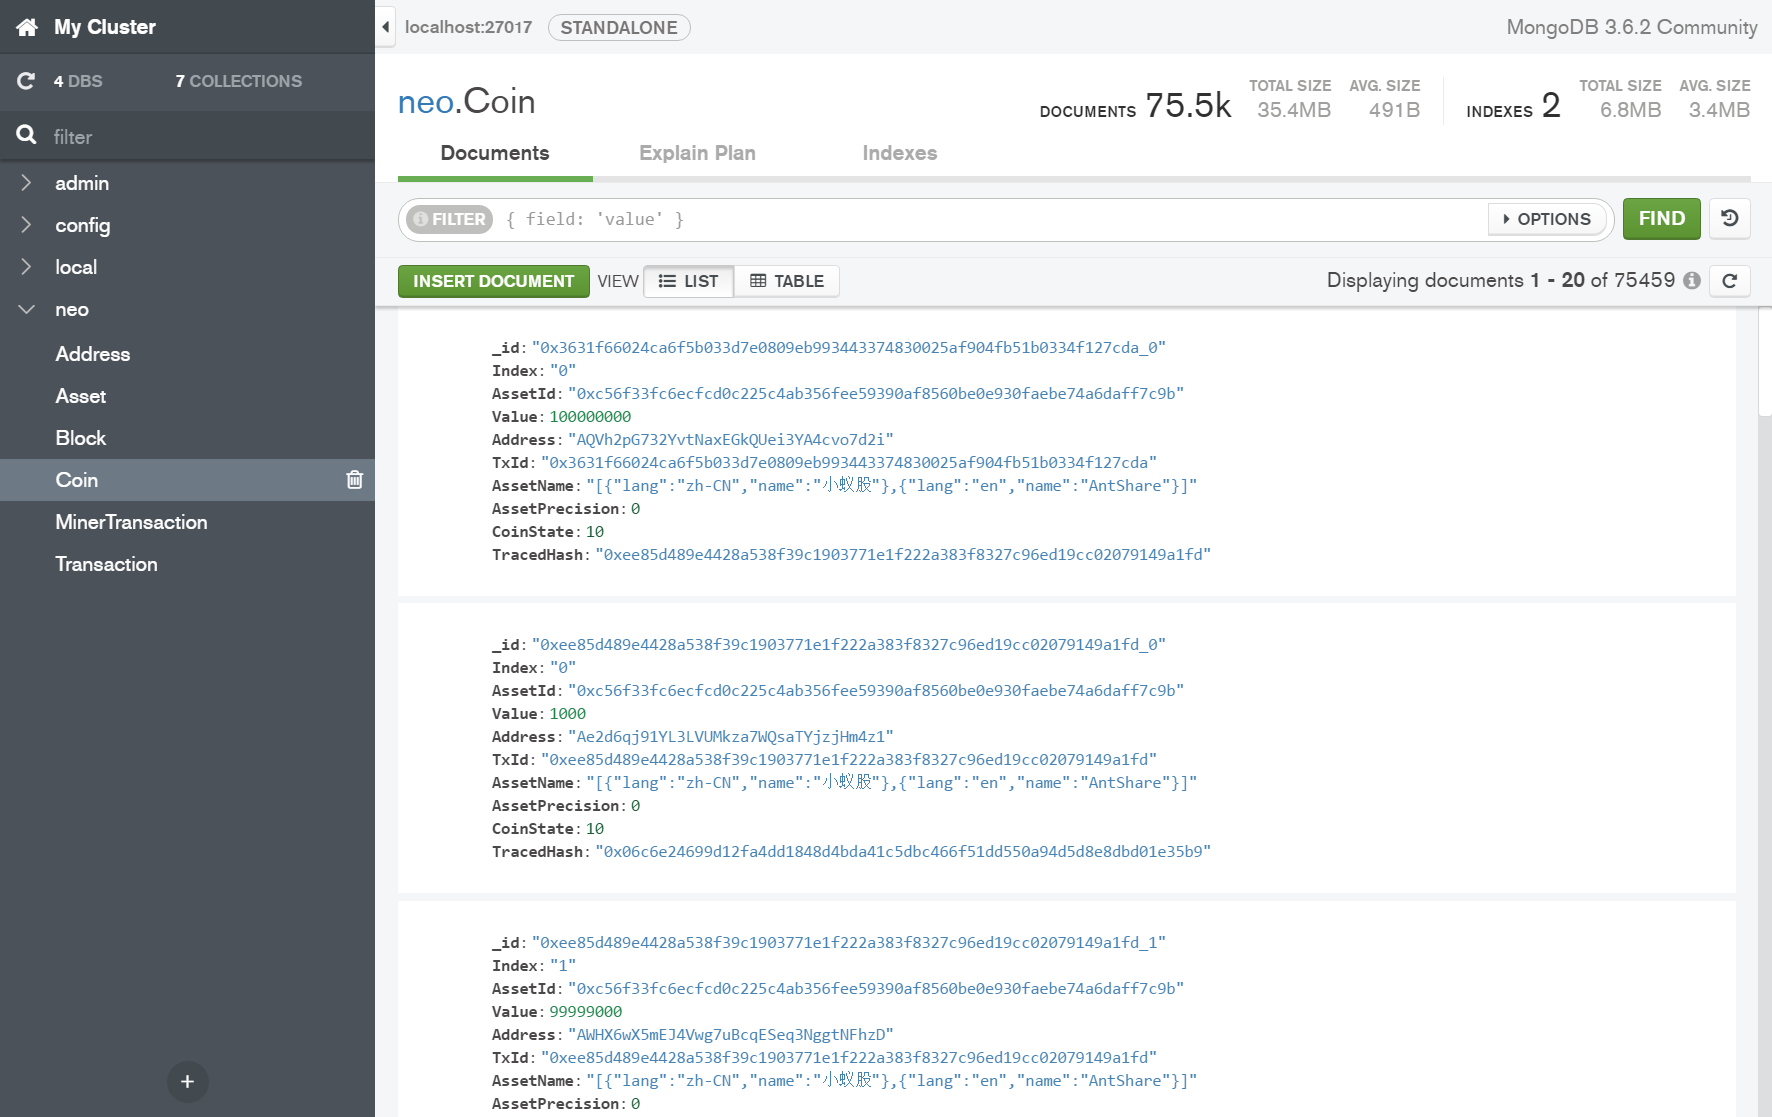 My Cluster
4 DBS 7 COLLECTIONS
filter
admin
config
local
neo
Address
Asset
Block
Coin
MinerTransaction
Transaction
+
localhost:27017 STANDALONE MongoDB 3.6.2 Community
neo.Coin
DOCUMENTS 75.5k TOTAL SIZE 35.4MB AVG. SIZE 491B INDEXES 2 TOTAL SIZE 6.8MB AVG. SIZE 3.4MB
Documents Explain Plan Indexes
FILTER { field: 'value' } OPTIONS FIND
INSERT DOCUMENT VIEW LIST TABLE Displaying documents 1 - 20 of 75459
_id: "0x3631f66024ca6f5b033d7e0809eb993443374830025af904fb51b0334f127cda_0"
Index: "0"
AssetId: "0xc56f33fc6ecfcd0c225c4ab356fee59390af8560be0e930faebe74a6daff7c9b"
Value: 100000000
Address: "AQVh2pG732YvtNaxEGkQUei3YA4cvo7d2i"
TxId: "0x3631f66024ca6f5b033d7e0809eb993443374830025af904fb51b0334f127cda"
AssetName: "[{"lang":"zh-CN","name":"小蚁股"},{"lang":"en","name":"AntShare"}]"
AssetPrecision: 0
CoinState: 10
TracedHash: "0xee85d489e4428a538f39c1903771e1f222a383f8327c96ed19cc02079149a1fd"
_id: "0xee85d489e4428a538f39c1903771e1f222a383f8327c96ed19cc02079149a1fd_0"
Index: "0"
AssetId: "0xc56f33fc6ecfcd0c225c4ab356fee59390af8560be0e930faebe74a6daff7c9b"
Value: 1000
Address: "Ae2d6qj91YL3LVUMkza7WQsaTYjzjHm4z1"
TxId: "0xee85d489e4428a538f39c1903771e1f222a383f8327c96ed19cc02079149a1fd"
AssetName: "[{"lang":"zh-CN","name":"小蚁股"},{"lang":"en","name":"AntShare"}]"
AssetPrecision: 0
CoinState: 10
TracedHash: "0x06c6e24699d12fa4dd1848d4bda41c5dbc466f51dd550a94d5d8e8dbd01e35b9"
_id: "0xee85d489e4428a538f39c1903771e1f222a383f8327c96ed19cc02079149a1fd_1"
Index: "1"
AssetId: "0xc56f33fc6ecfcd0c225c4ab356fee59390af8560be0e930faebe74a6daff7c9b"
Value: 99999000
Address: "AWHX6wX5mEJ4Vwg7uBcqESeq3NggtNFhzD"
TxId: "0xee85d489e4428a538f39c1903771e1f222a383f8327c96ed19cc02079149a1fd"
AssetName: "[{"lang":"zh-CN","name":"小蚁股"},{"lang":"en","name":"AntShare"}]"
AssetPrecision: 0